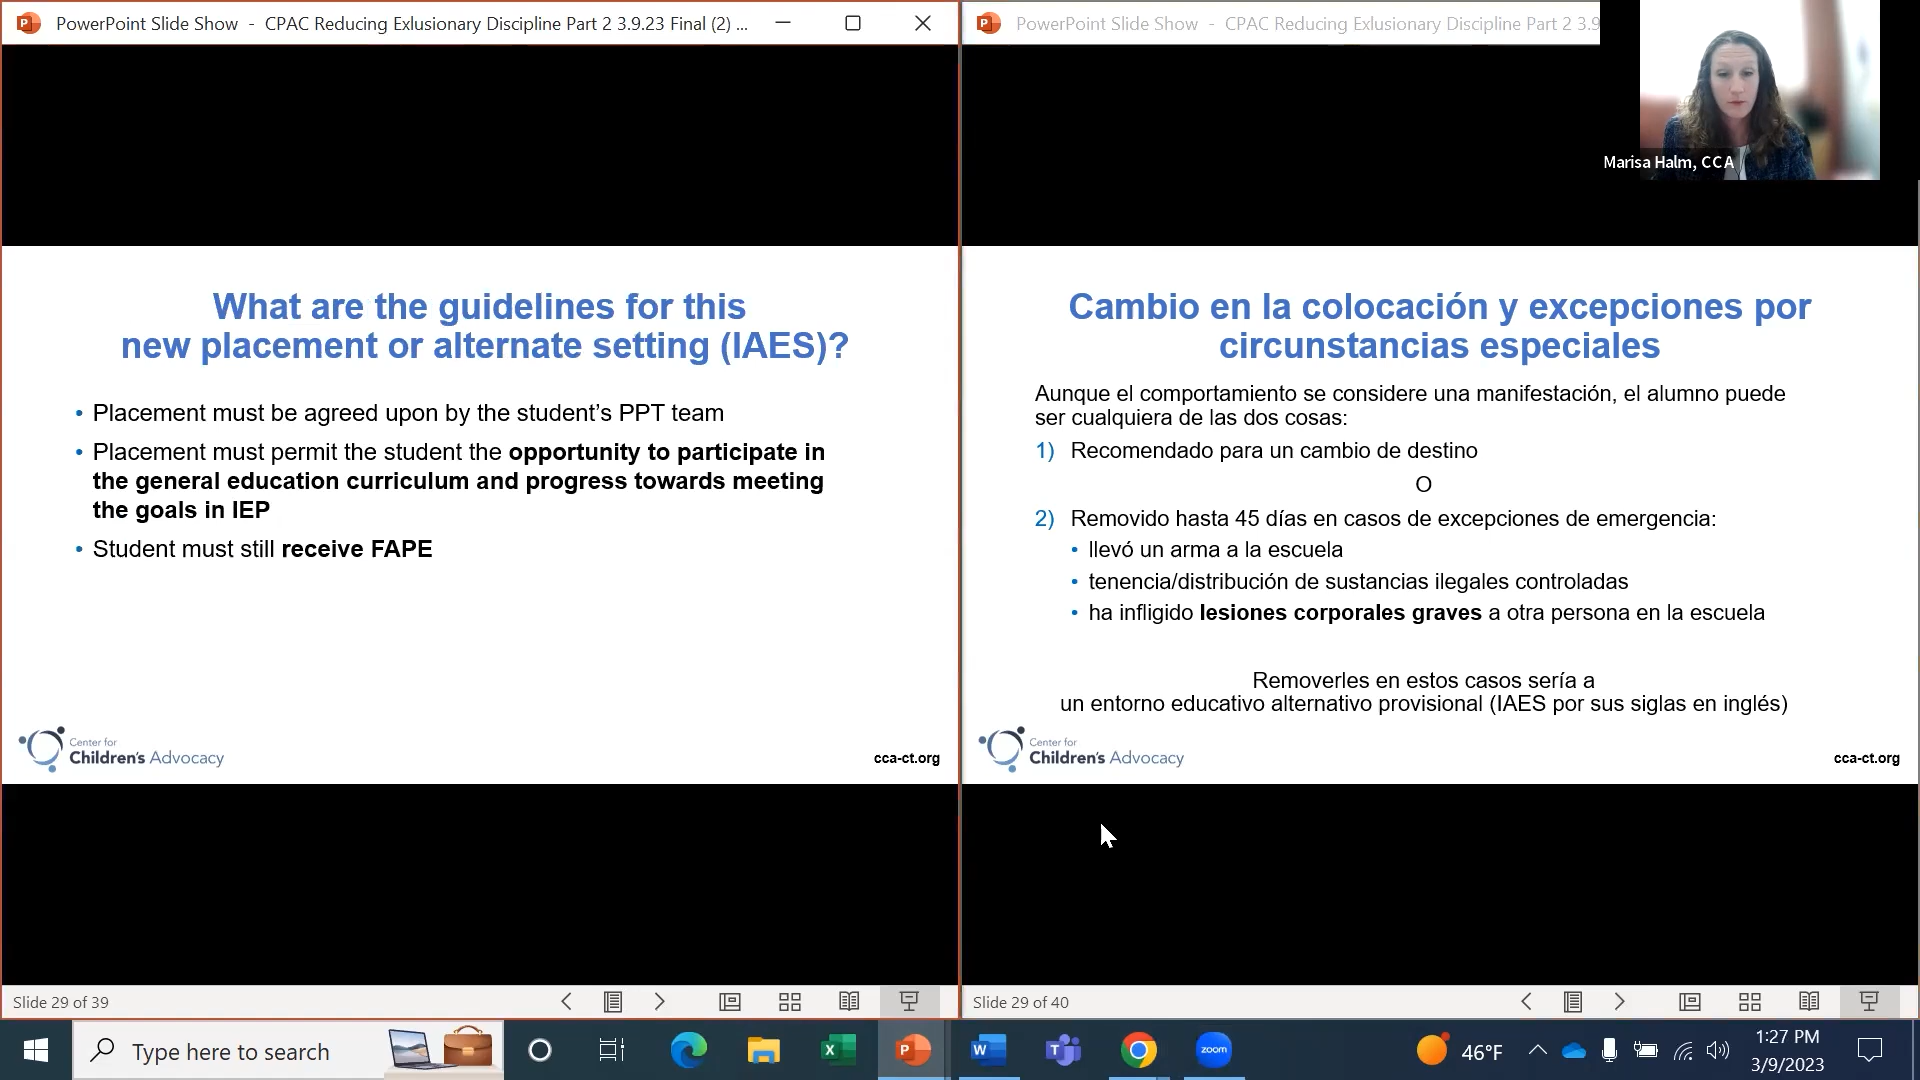 PowerPoint Slide Show - CPAC Reducing Exlusionary Discipline Part 2 3.9.23 Final (2) ...
What are the guidelines for this
new placement or alternate setting (IAES)?
• Placement must be agreed upon by the student's PPT team
• Placement must permit the student the opportunity to participate in
the general education curriculum and progress towards meeting
the goals in IEP
• Student must still receive FAPE
Center for
Children's Advocacy
cca-ct.org
Slide 29 of 39
PowerPoint Slide Show - CPAC Reducing Exlusionary Discipline Part 2 3.9
Marisa Halm, CCA
Cambio en la colocación y excepciones por
circunstancias especiales
Aunque el comportamiento se considere una manifestación, el alumno puede
ser cualquiera de las dos cosas:
1) Recomendado para un cambio de destino
O
2) Removido hasta 45 días en casos de excepciones de emergencia:
• llevó un arma a la escuela
• tenencia/distribución de sustancias ilegales controladas
• ha infligido lesiones corporales graves a otra persona en la escuela
Removerles en estos casos sería a
un entorno educativo alternativo provisional (IAES por sus siglas en inglés)
Center for
Children's Advocacy
cca-ct.org
Slide 29 of 40
Type here to search
zoom
46°F
1:27 PM
3/9/2023